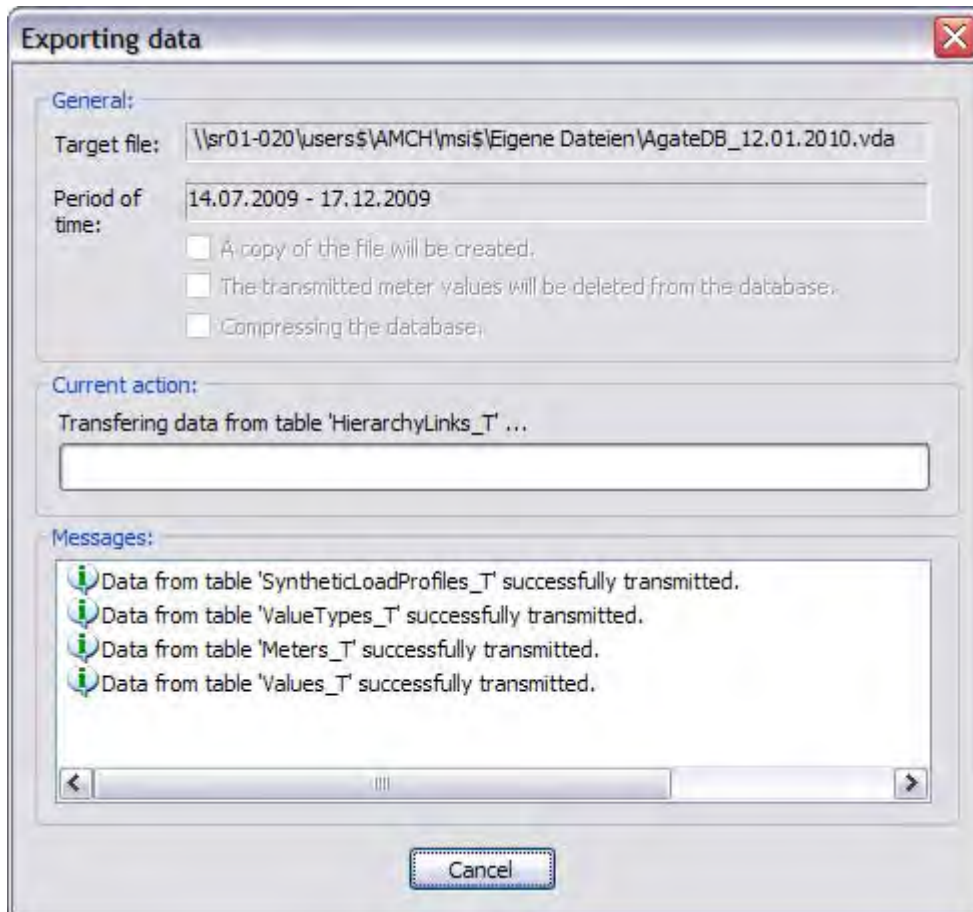 Exporting data
General:
Target file:
\\sr01-020\users$\AMCH\msi$\Eigene Dateien\AgateDB_12.01.2010.vda
Period of
time:
14.07.2009 - 17.12.2009
A copy of the file will be created.
The transmitted meter values will be deleted from the database.
Compressing the database.
Current action:
Transfering data from table 'HierarchyLinks_T' ...
Messages:
Data from table 'SyntheticLoadProfiles_T' successfully transmitted.
Data from table 'ValueTypes_T' successfully transmitted.
Data from table 'Meters_T' successfully transmitted.
Data from table 'Values_T' successfully transmitted.
Cancel